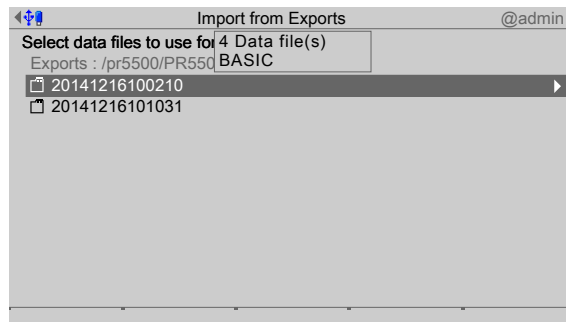 Import from Exports
@admin
Select data files to use for
4 Data file(s)
Exports : /pr5500/PR550
BASIC
20141216100210
20141216101031